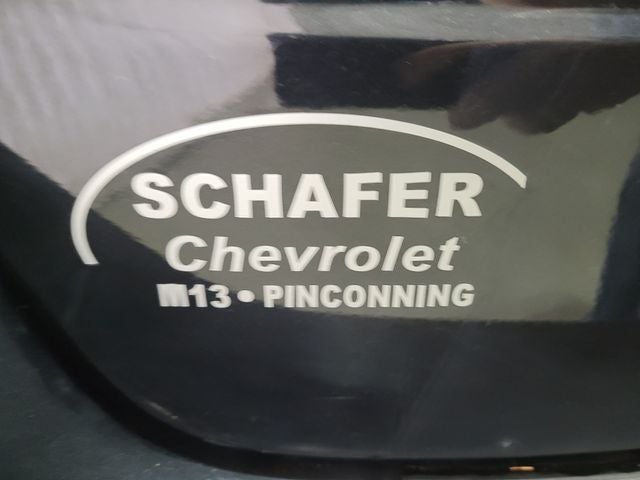 SCHAFER
Chevrolet
M13 • PINCONNING